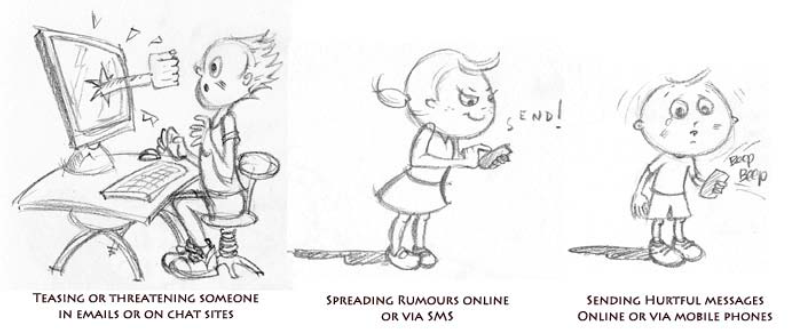 SEND!
Beep
Beep
Teasing or threatening someone
in emails or on chat sites
Spreading Rumours online
or via SMS
Sending Hurtful messages
Online or via mobile phones